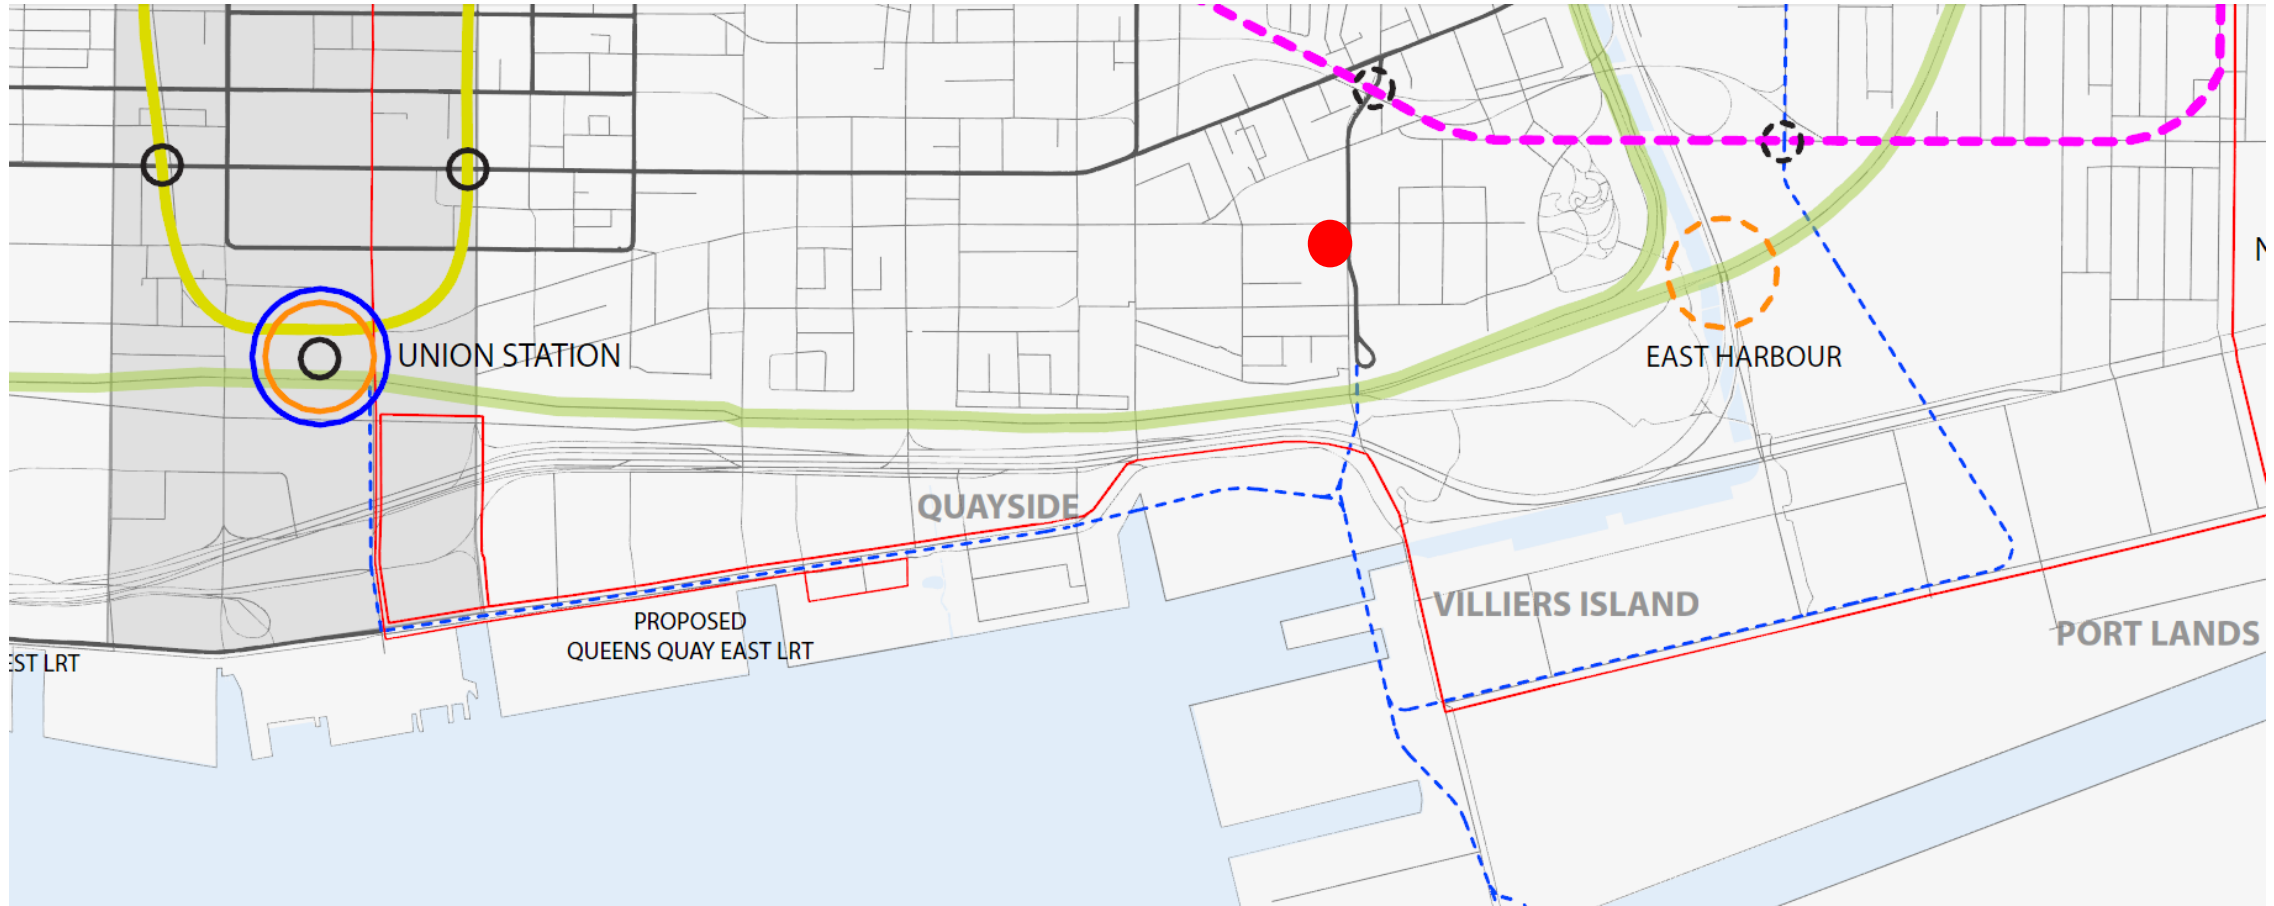 N
UNION STATION
EAST HARBOUR
QUAYSIDE
VILLIERS ISLAND
PROPOSED
QUEENS QUAY EAST LRT
PORT LANDS
EST LRT